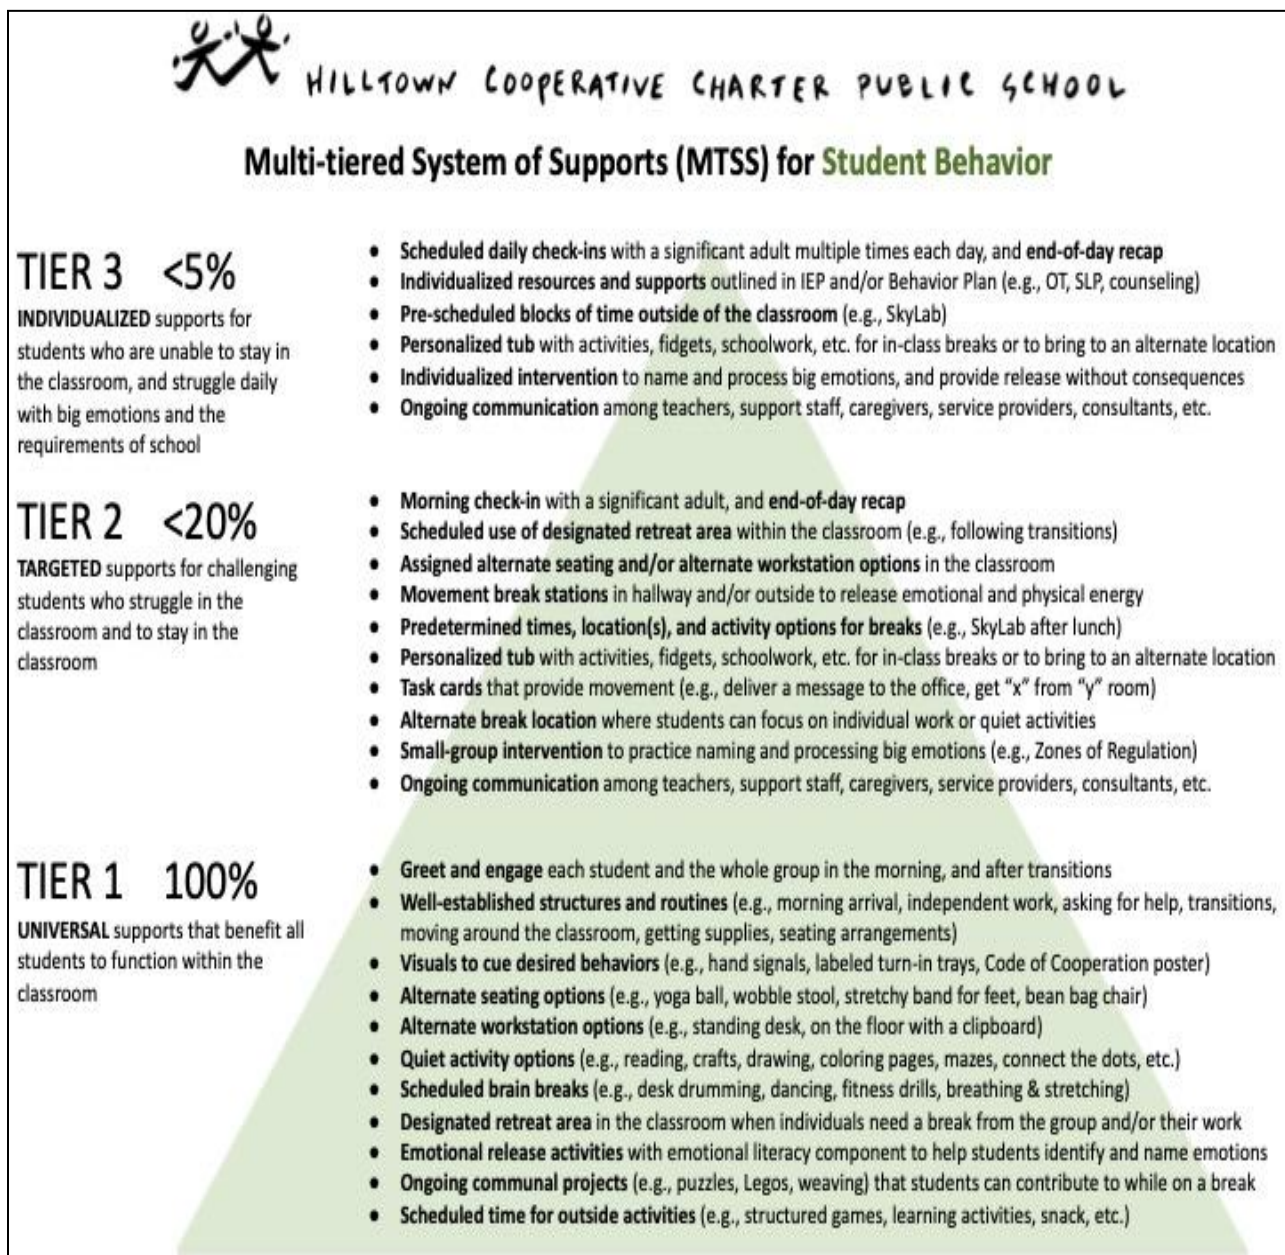 HILLTOWN COOPERATIVE CHARTER PUBLIC SCHOOL
Multi-tiered System of Supports (MTSS) for Student Behavior
TIER 3 <5%
INDIVIDUALIZED supports for
students who are unable to stay in
the classroom, and struggle daily
with big emotions and the
requirements of school
• Scheduled daily check-ins with a significant adult multiple times each day, and end-of-day recap
• Individualized resources and supports outlined in IEP and/or Behavior Plan (e.g., OT, SLP, counseling)
• Pre-scheduled blocks of time outside of the classroom (e.g., SkyLab)
• Personalized tub with activities, fidgets, schoolwork, etc. for in-class breaks or to bring to an alternate location
• Individualized intervention to name and process big emotions, and provide release without consequences
• Ongoing communication among teachers, support staff, caregivers, service providers, consultants, etc.
TIER 2 <20%
TARGETED supports for challenging
students who struggle in the
classroom and to stay in the
classroom
• Morning check-in with a significant adult, and end-of-day recap
• Scheduled use of designated retreat area within the classroom (e.g., following transitions)
• Assigned alternate seating and/or alternate workstation options in the classroom
• Movement break stations in hallway and/or outside to release emotional and physical energy
• Predetermined times, location(s), and activity options for breaks (e.g., SkyLab after lunch)
• Personalized tub with activities, fidgets, schoolwork, etc. for in-class breaks or to bring to an alternate location
• Task cards that provide movement (e.g., deliver a message to the office, get “x” from “y” room)
• Alternate break location where students can focus on individual work or quiet activities
• Small-group intervention to practice naming and processing big emotions (e.g., Zones of Regulation)
• Ongoing communication among teachers, support staff, caregivers, service providers, consultants, etc.
TIER 1 100%
UNIVERSAL supports that benefit all
students to function within the
classroom
• Greet and engage each student and the whole group in the morning, and after transitions
• Well-established structures and routines (e.g., morning arrival, independent work, asking for help, transitions,
moving around the classroom, getting supplies, seating arrangements)
• Visuals to cue desired behaviors (e.g., hand signals, labeled turn-in trays, Code of Cooperation poster)
• Alternate seating options (e.g., yoga ball, wobble stool, stretchy band for feet, bean bag chair)
• Alternate workstation options (e.g., standing desk, on the floor with a clipboard)
• Quiet activity options (e.g., reading, crafts, drawing, coloring pages, mazes, connect the dots, etc.)
• Scheduled brain breaks (e.g., desk drumming, dancing, fitness drills, breathing & stretching)
• Designated retreat area in the classroom when individuals need a break from the group and/or their work
• Emotional release activities with emotional literacy component to help students identify and name emotions
• Ongoing communal projects (e.g., puzzles, Legos, weaving) that students can contribute to while on a break
• Scheduled time for outside activities (e.g., structured games, learning activities, snack, etc.)